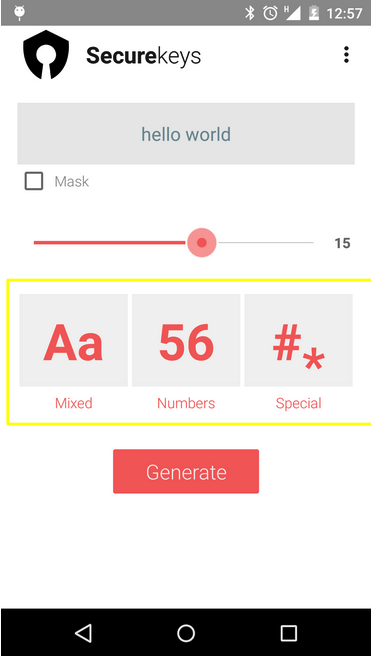 H 12:57
Securekeys
hello world
Mask
15
Aa 56 #*
Mixed Numbers Special
Generate